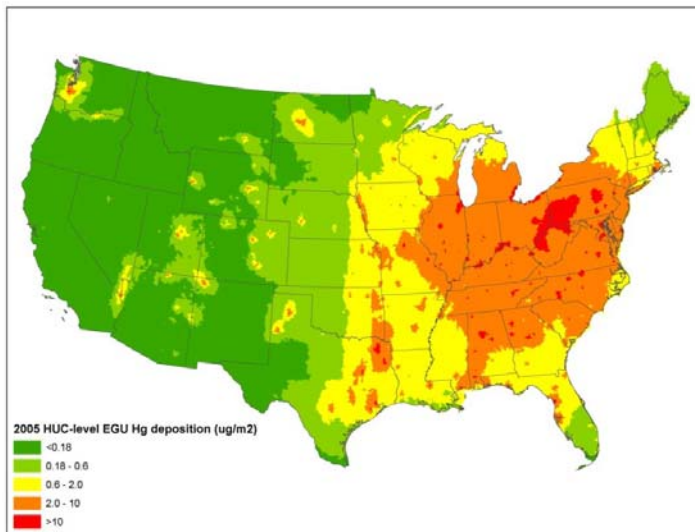 2005 HUC-level EGU Hg deposition (ug/m2)
<0.18
0.18 - 0.6
0.6 - 2.0
2.0 - 10
>10